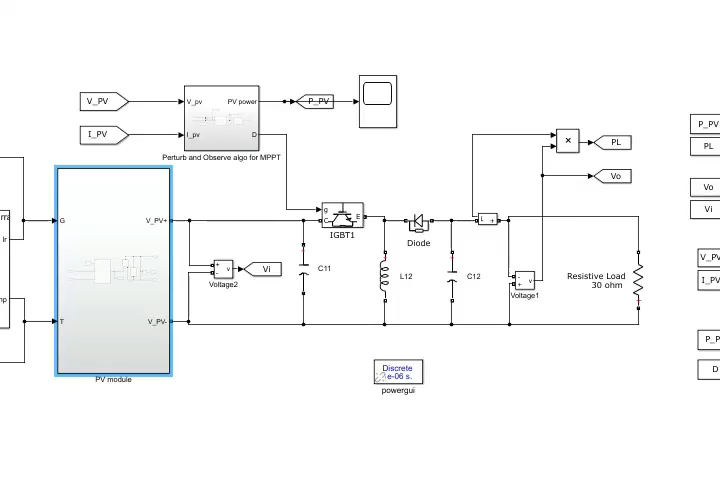 V_PV
V_pv
PV power
P_PV
I_PV
I_pv
D
Perturb and Observe algo for MPPT
P_PV
PL
PL
Vo
Vo
Vi
G
V_PV+
g
C
E
IGBT1
Diode
i
+
Ir
+
-
v
Vi
Voltage2
C11
L12
C12
-
+
v
Voltage1
Resistive Load
30 ohm
V_PV
I_PV
T
V_PV-
PV module
Discrete
e-06 s.
powergui
D